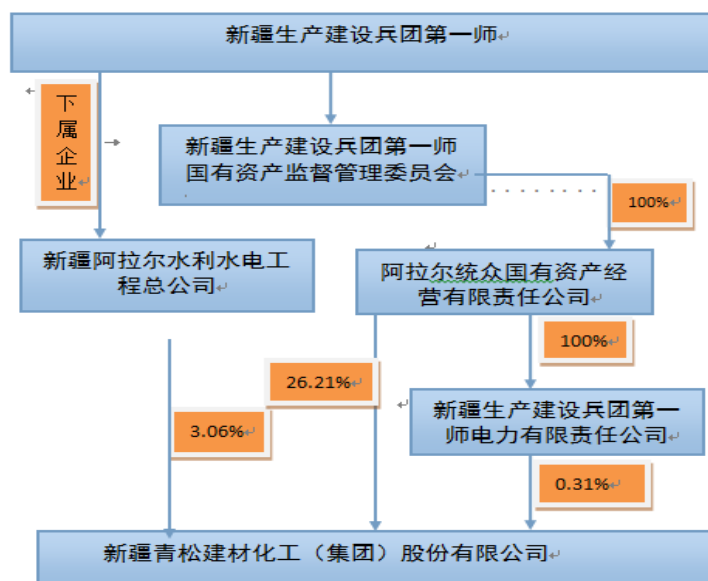 新疆生产建设兵团第一师
下
属
企
业
新疆生产建设兵团第一师
国有资产监督管理委员会
100%
新疆阿拉尔水利水电工
程总公司
阿拉尔统众国有资产经
营有限责任公司
100%
26.21%
3.06%
新疆生产建设兵团第一
师电力有限责任公司
0.31%
新疆青松建材化工（集团）股份有限公司